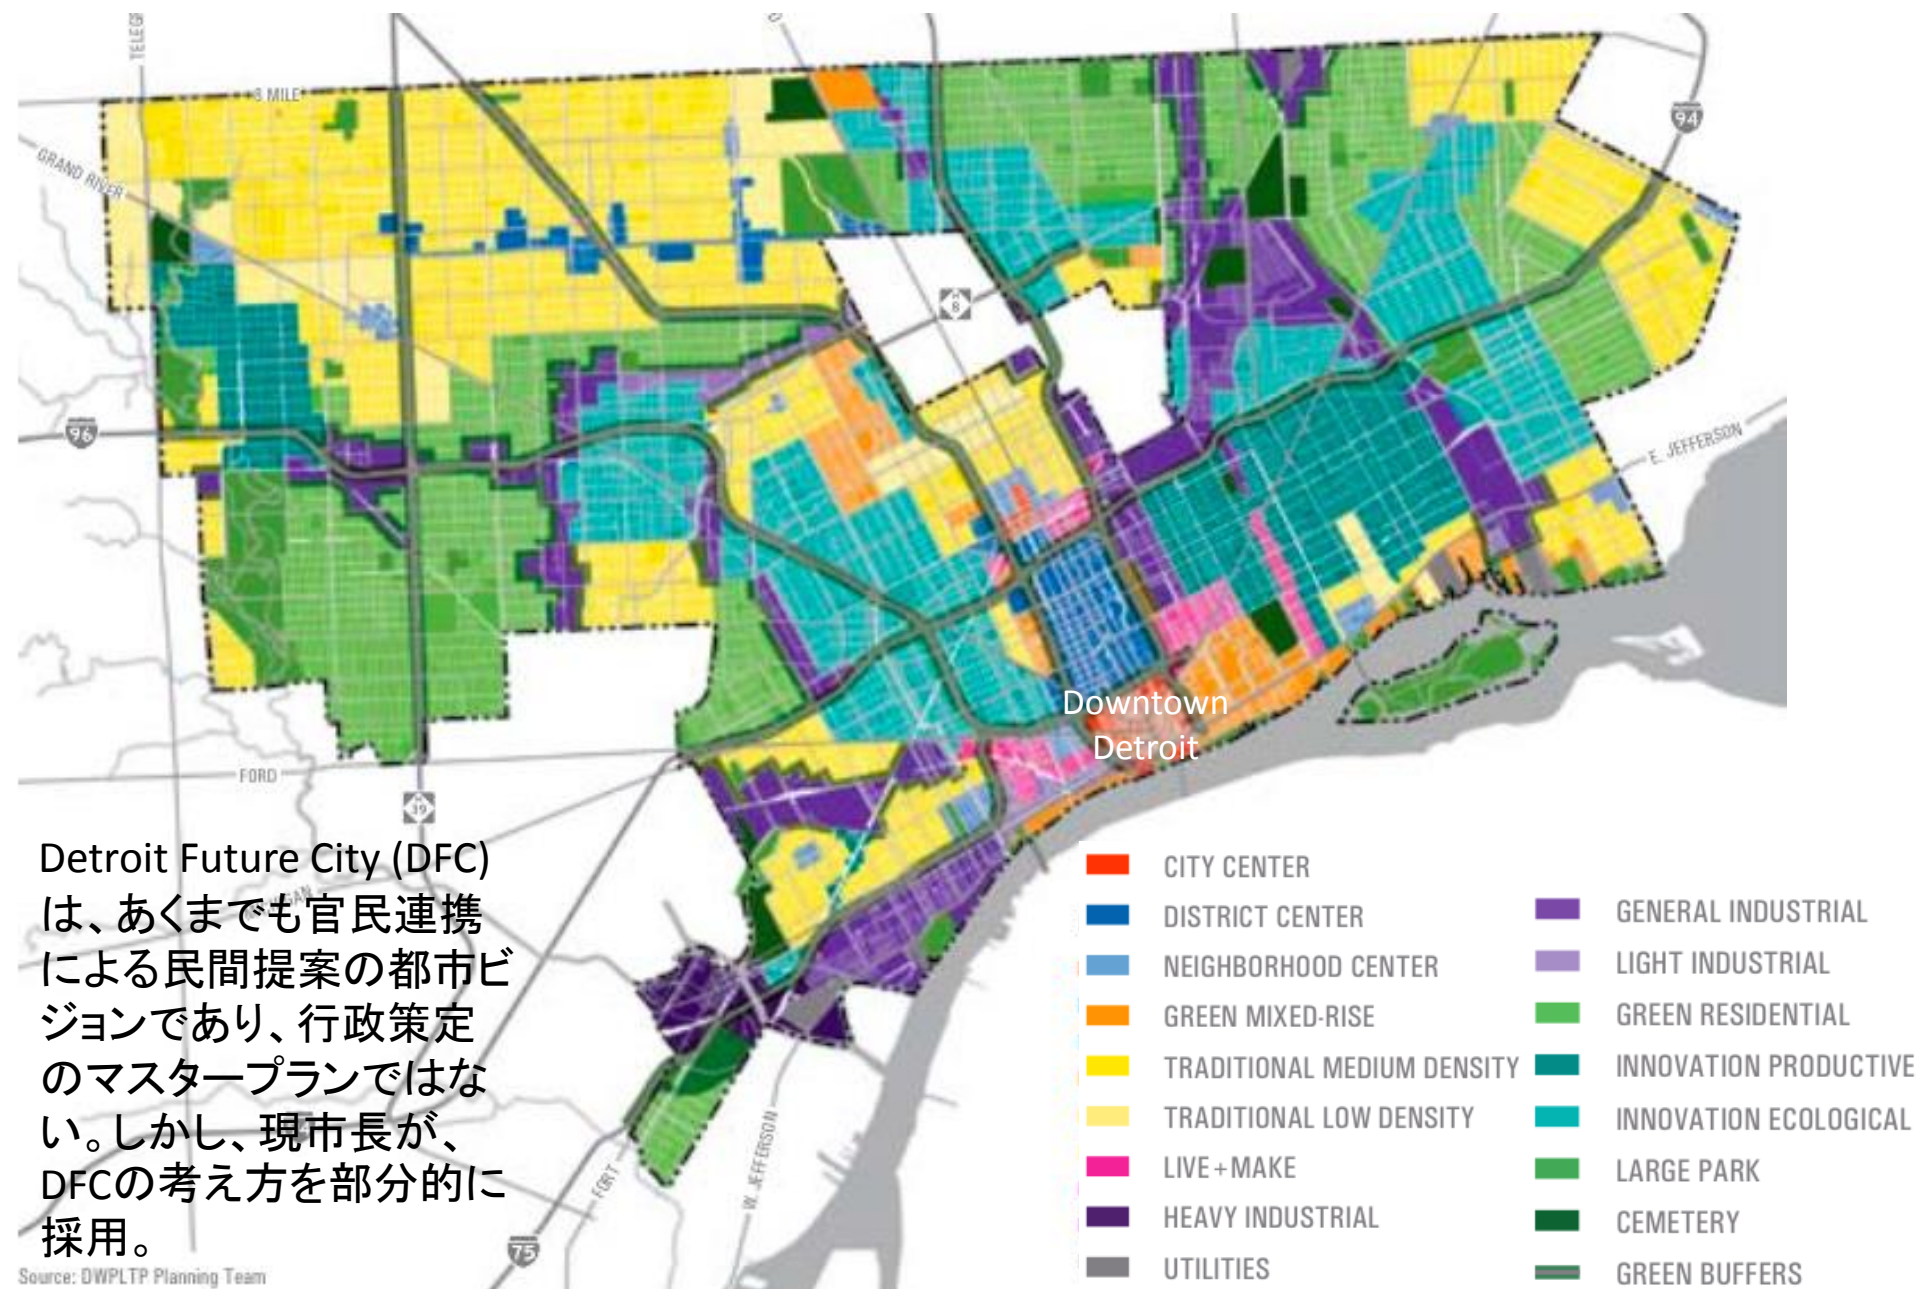 8 MILE
GRAND RIVER
94
8
96
E. JEFFERSON
Downtown
Detroit
FORD
39
Detroit Future City (DFC)
は、あくまでも官民連携
による民間提案の都市ビ
ジョンであり、行政策定
のマスタープランではな
い。しかし、現市長が、
DFCの考え方を部分的に
採用。
Source: DWPLTP Planning Team
FORT
W. JEFFERSON
75
CITY CENTER
DISTRICT CENTER
NEIGHBORHOOD CENTER
GREEN MIXED-RISE
TRADITIONAL MEDIUM DENSITY
TRADITIONAL LOW DENSITY
LIVE+MAKE
HEAVY INDUSTRIAL
UTILITIES
GENERAL INDUSTRIAL
LIGHT INDUSTRIAL
GREEN RESIDENTIAL
INNOVATION PRODUCTIVE
INNOVATION ECOLOGICAL
LARGE PARK
CEMETERY
GREEN BUFFERS